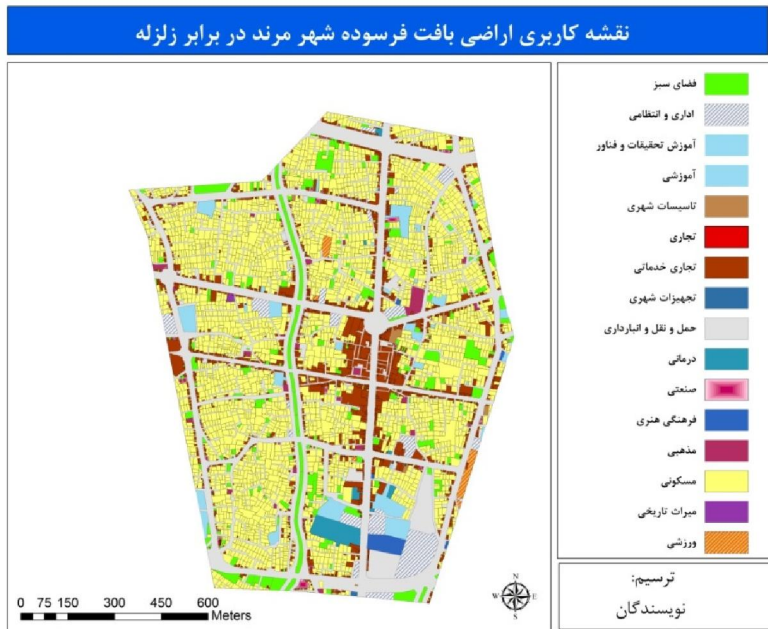 نقشه کاربری اراضی بافت فرسوده شهر مرند در برابر زلزله
فضای سبز
اداری و انتظامی
آموزش تحقیقات و فناور
آموزشی
تاسیسات شهری
تجاری
تجاری خدماتی
تجهیزات شهری
حمل و نقل و انبارداری
درمانی
صنعتی
فرهنگی هنری
مذهبی
مسکونی
میراث تاریخی
ورزشی
ترسیم:
نویسندگان
0 75 150 300 450 600
Meters
N
W E
S